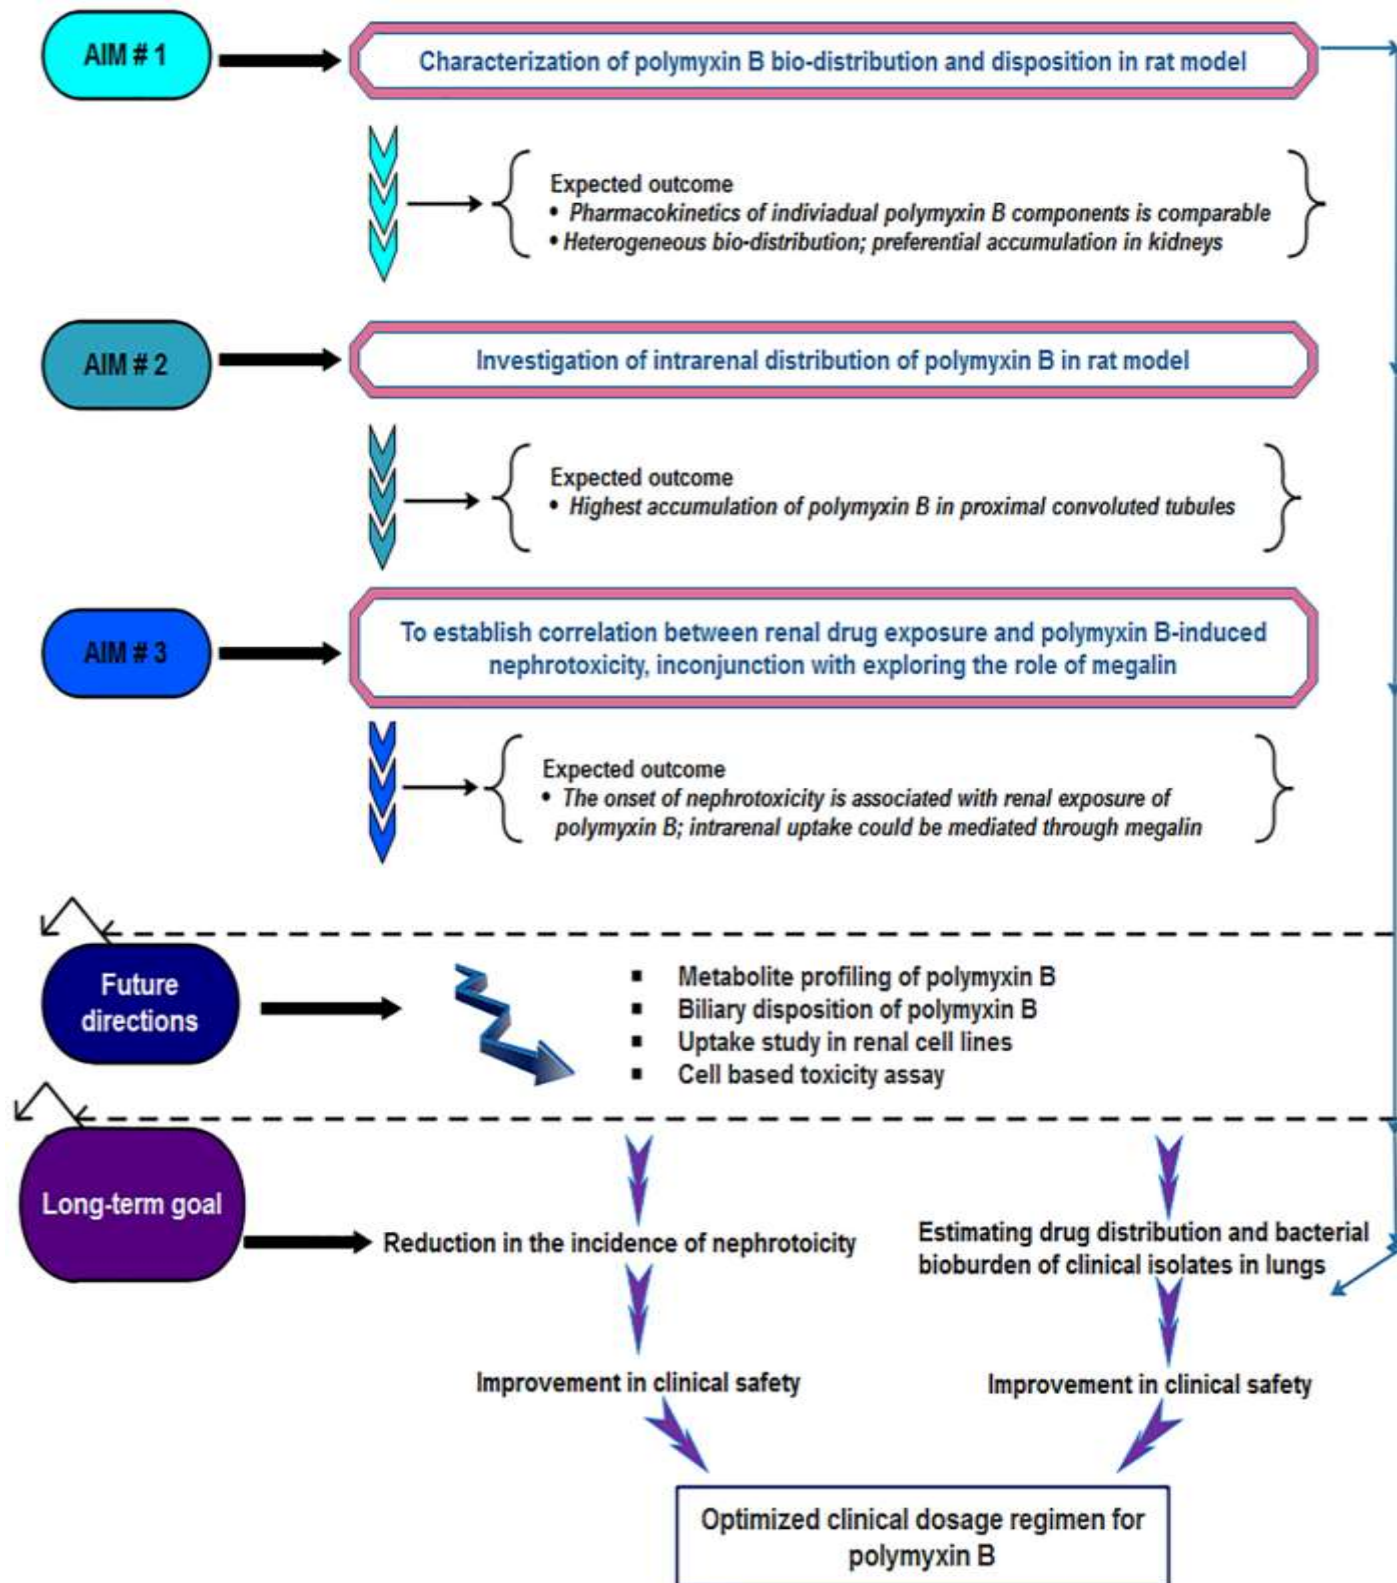 AIM # 1
Characterization of polymyxin B bio-distribution and disposition in rat model
Expected outcome
• Pharmacokinetics of indiviadual polymyxin B components is comparable
• Heterogeneous bio-distribution; preferential accumulation in kidneys
AIM # 2
Investigation of intrarenal distribution of polymyxin B in rat model
Expected outcome
• Highest accumulation of polymyxin B in proximal convoluted tubules
AIM # 3
To establish correlation between renal drug exposure and polymyxin B-induced
nephrotoxicity, inconjunction with exploring the role of megalin
Expected outcome
• The onset of nephrotoxicity is associated with renal exposure of
polymyxin B; intrarenal uptake could be mediated through megalin
Future
directions
▪ Metabolite profiling of polymyxin B
▪ Biliary disposition of polymyxin B
▪ Uptake study in renal cell lines
▪ Cell based toxicity assay
Long-term goal
Reduction in the incidence of nephrotoicity
Estimating drug distribution and bacterial
bioburden of clinical isolates in lungs
Improvement in clinical safety
Improvement in clinical safety
Optimized clinical dosage regimen for
polymyxin B